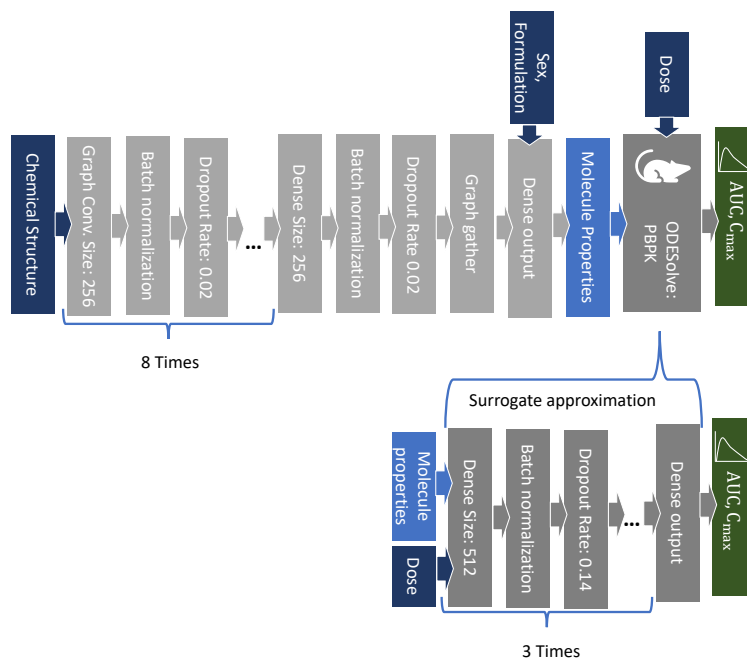 Chemical Structure
Graph Conv. Size: 256
Batch normalization
Dropout Rate: 0.02
...
Dense Size: 256
Batch normalization
Dropout Rate 0.02
Graph gather
Sex,
Formulation
Dense output
Molecule Properties
Dose
ODESolve:
PBPK
AUC, Cmax
8 Times
Surrogate approximation
Molecule
properties
Dose
Dense Size: 512
Batch normalization
Dropout Rate: 0.14
...
Dense output
AUC, Cmax
3 Times